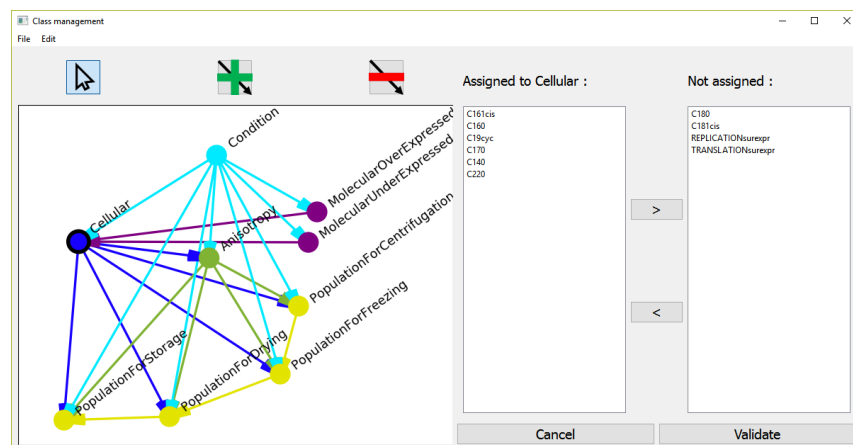 Class management
File Edit
Assigned to Cellular :
Not assigned :
Condition
MolecularOverExpressed
MolecularUnderExpressed
Cellular
Anisotropy
PopulationForCentrifugation
PopulationForFreezing
PopulationForDrying
PopulationForStorage
C161cis
C160
C19cyc
C170
C140
C220
C180
C181cis
REPLICATIONsurexpr
TRANSLATIONsurexpr
>
<
Cancel
Validate